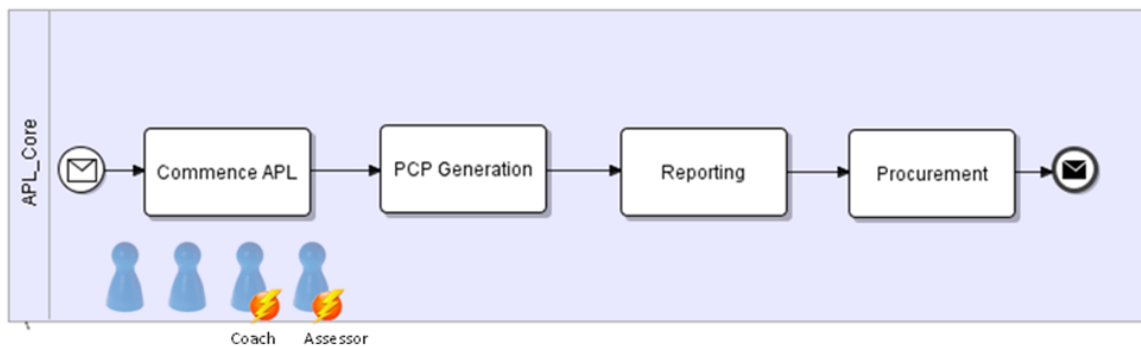 APL_Core
Commence APL
PCP Generation
Reporting
Procurement
Coach
Assessor